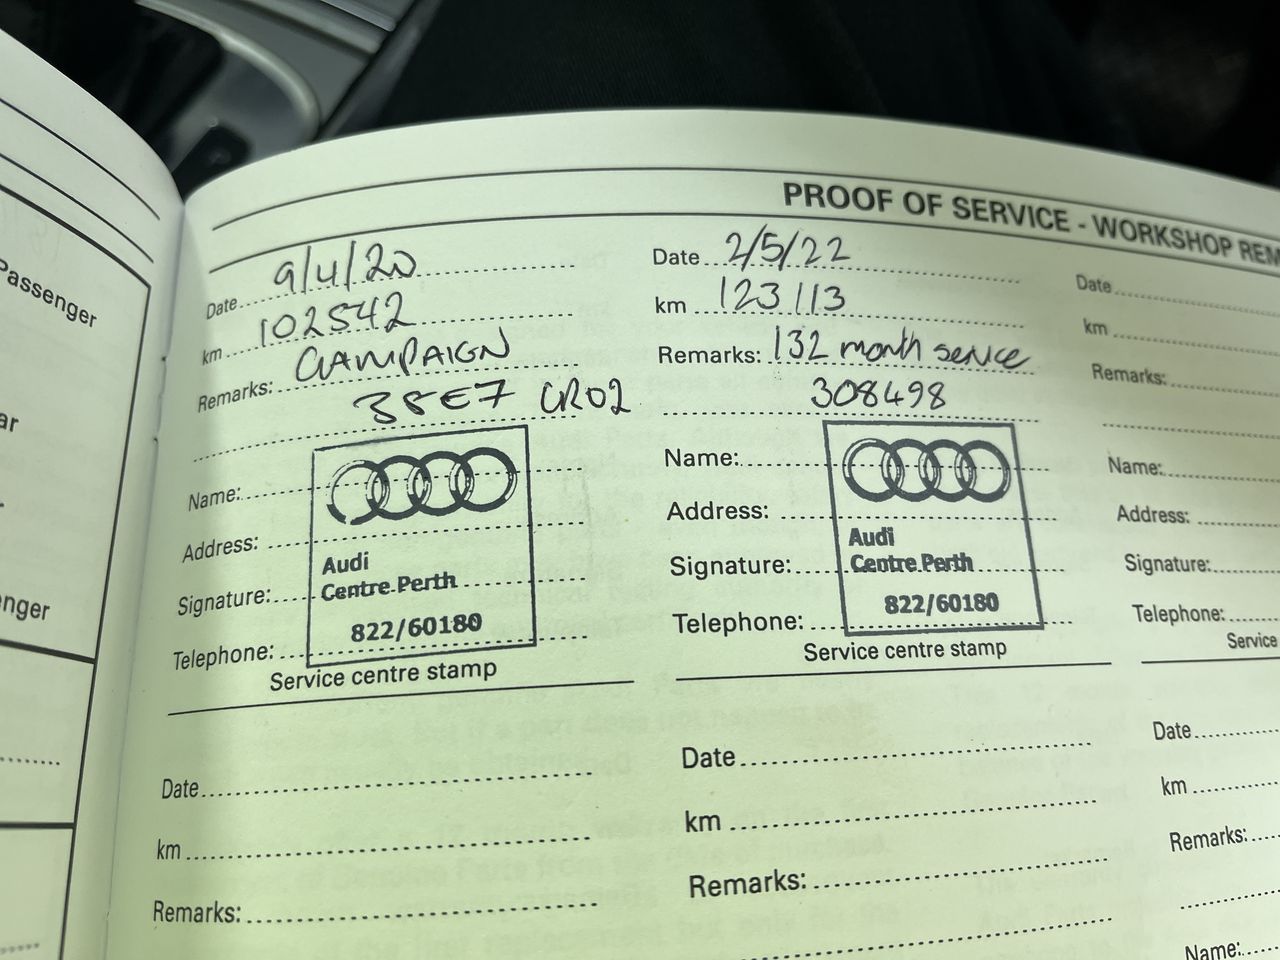 Passenger
ar
nger
PROOF OF SERVICE - WORKSHOP REM
Date 9/4/20
km 102542
Remarks: CAMPAIGN
38E7 CR02
Name:
Address:
Audi
Centre Perth
Signature:
822/60180
Telephone:
Service centre stamp
Date 2/5/22
km 123113
Remarks: 132 month service
308498
Name:
Address:
Audi
Centre Perth
Signature:
822/60180
Telephone:
Service centre stamp
Date
km
Remarks:
Name:
Address:
Signature:
Telephone:
Service
Date
km
Remarks:
Date
km
Remarks:
Date
km
Remarks:
Name: